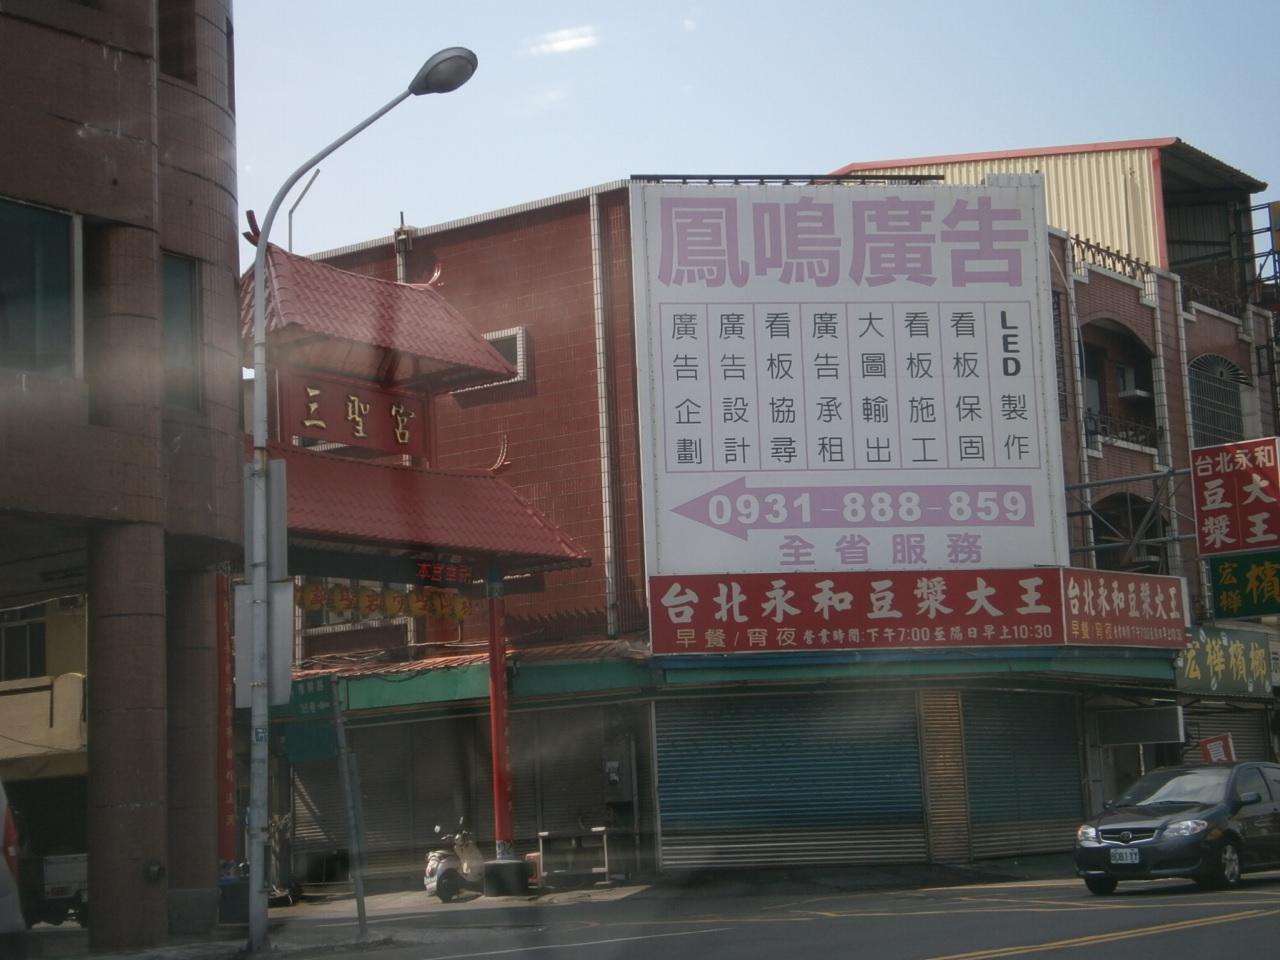 鳳鳴廣告
LED製作
看板保固
看板施工
大圖輸出
廣告承租
看板協尋
廣告設計
廣告企劃
0931-888-859
全省服務
三聖宮
台北永和豆漿大王
早餐/宵夜 營業時間:下午7:00至隔日早上10:30
台北永和豆漿大王
台北永和
豆漿
大王
宏樺
檳
宏樺檳榔
買